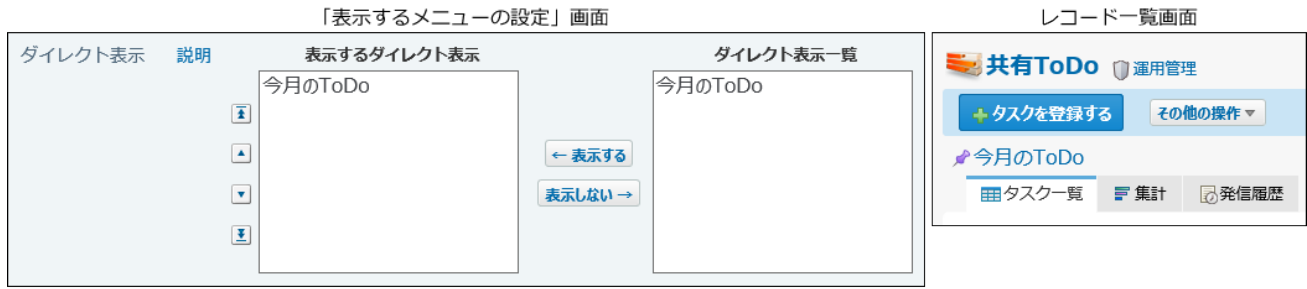 「表示するメニューの設定」画面
ダイレクト表示
説明
表示するダイレクト表示
今月のToDo
← 表示する
表示しない →
ダイレクト表示一覧
今月のToDo
レコード一覧画面
共有ToDo
運用管理
タスクを登録する
その他の操作
今月のToDo
タスク一覧
集計
発信履歴